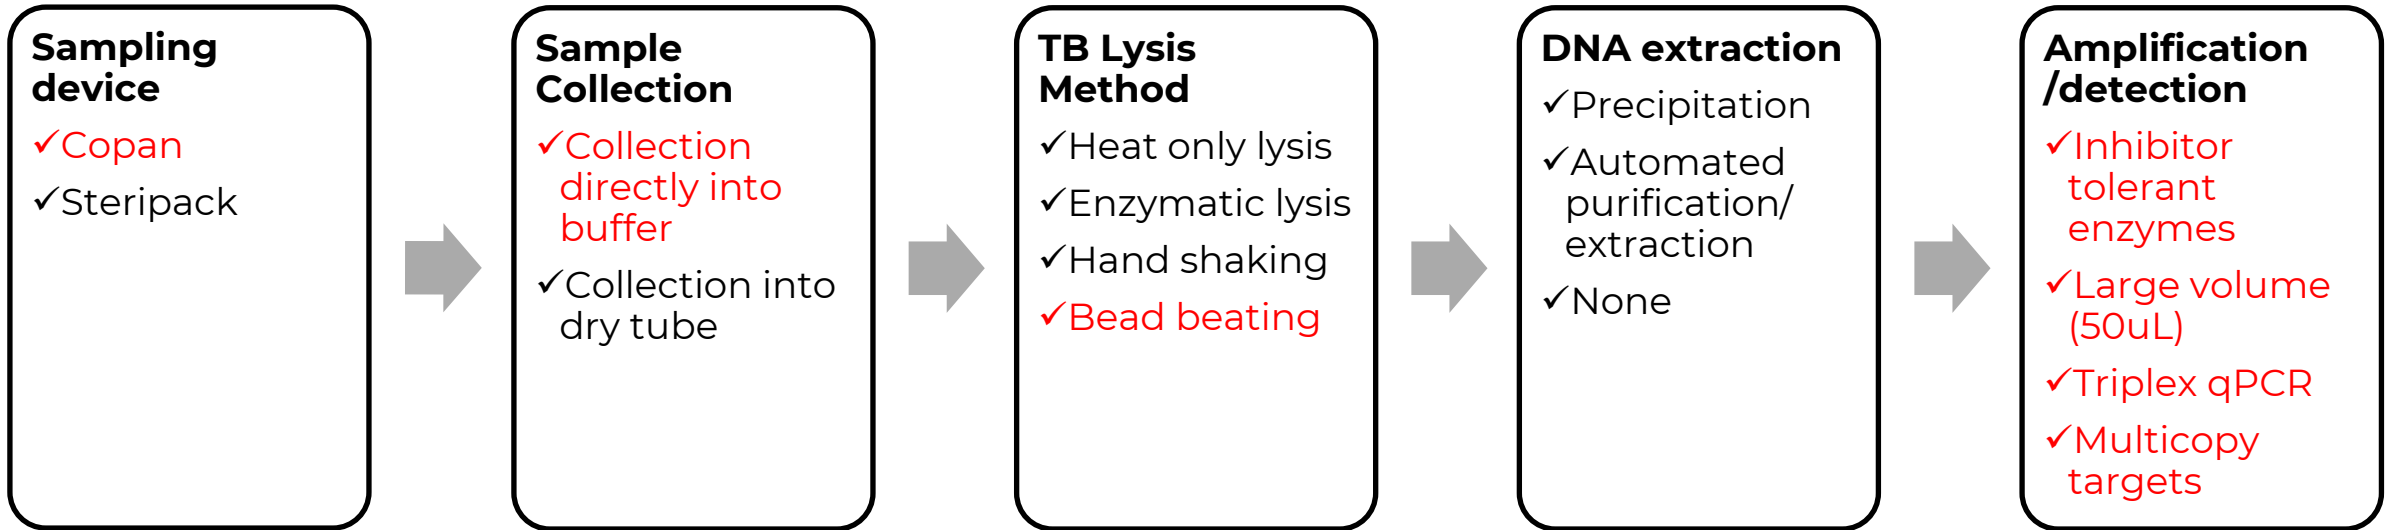 Sampling
device
✓Copan
✓Steripack
Sample
Collection
✓Collection
directly into
buffer
✓Collection into
dry tube
TB Lysis
Method
✓Heat only lysis
✓Enzymatic lysis
✓Hand shaking
✓Bead beating
DNA extraction
✓Precipitation
✓Automated
purification/
extraction
✓None
Amplification
/detection
✓Inhibitor
tolerant
enzymes
✓Large volume
(50uL)
✓Triplex qPCR
✓Multicopy
targets